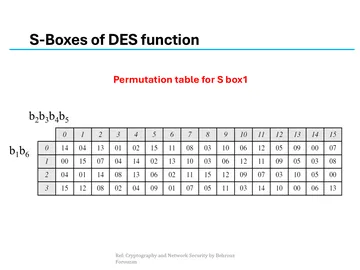 S-Boxes of DES function
Permutation table for S box1
b2b3b4b5
b1b6
0 1 2 3 4 5 6 7 8 9 10 11 12 13 14 15
0 14 04 13 01 02 15 11 08 03 10 06 12 05 09 00 07
1 00 15 07 04 14 02 13 10 03 06 12 11 09 05 03 08
2 04 01 14 08 13 06 02 11 15 12 09 07 03 10 05 00
3 15 12 08 02 04 09 01 07 05 11 03 14 10 00 06 13
Ref: Cryptography and Network Security by Behrouz
Forouzan